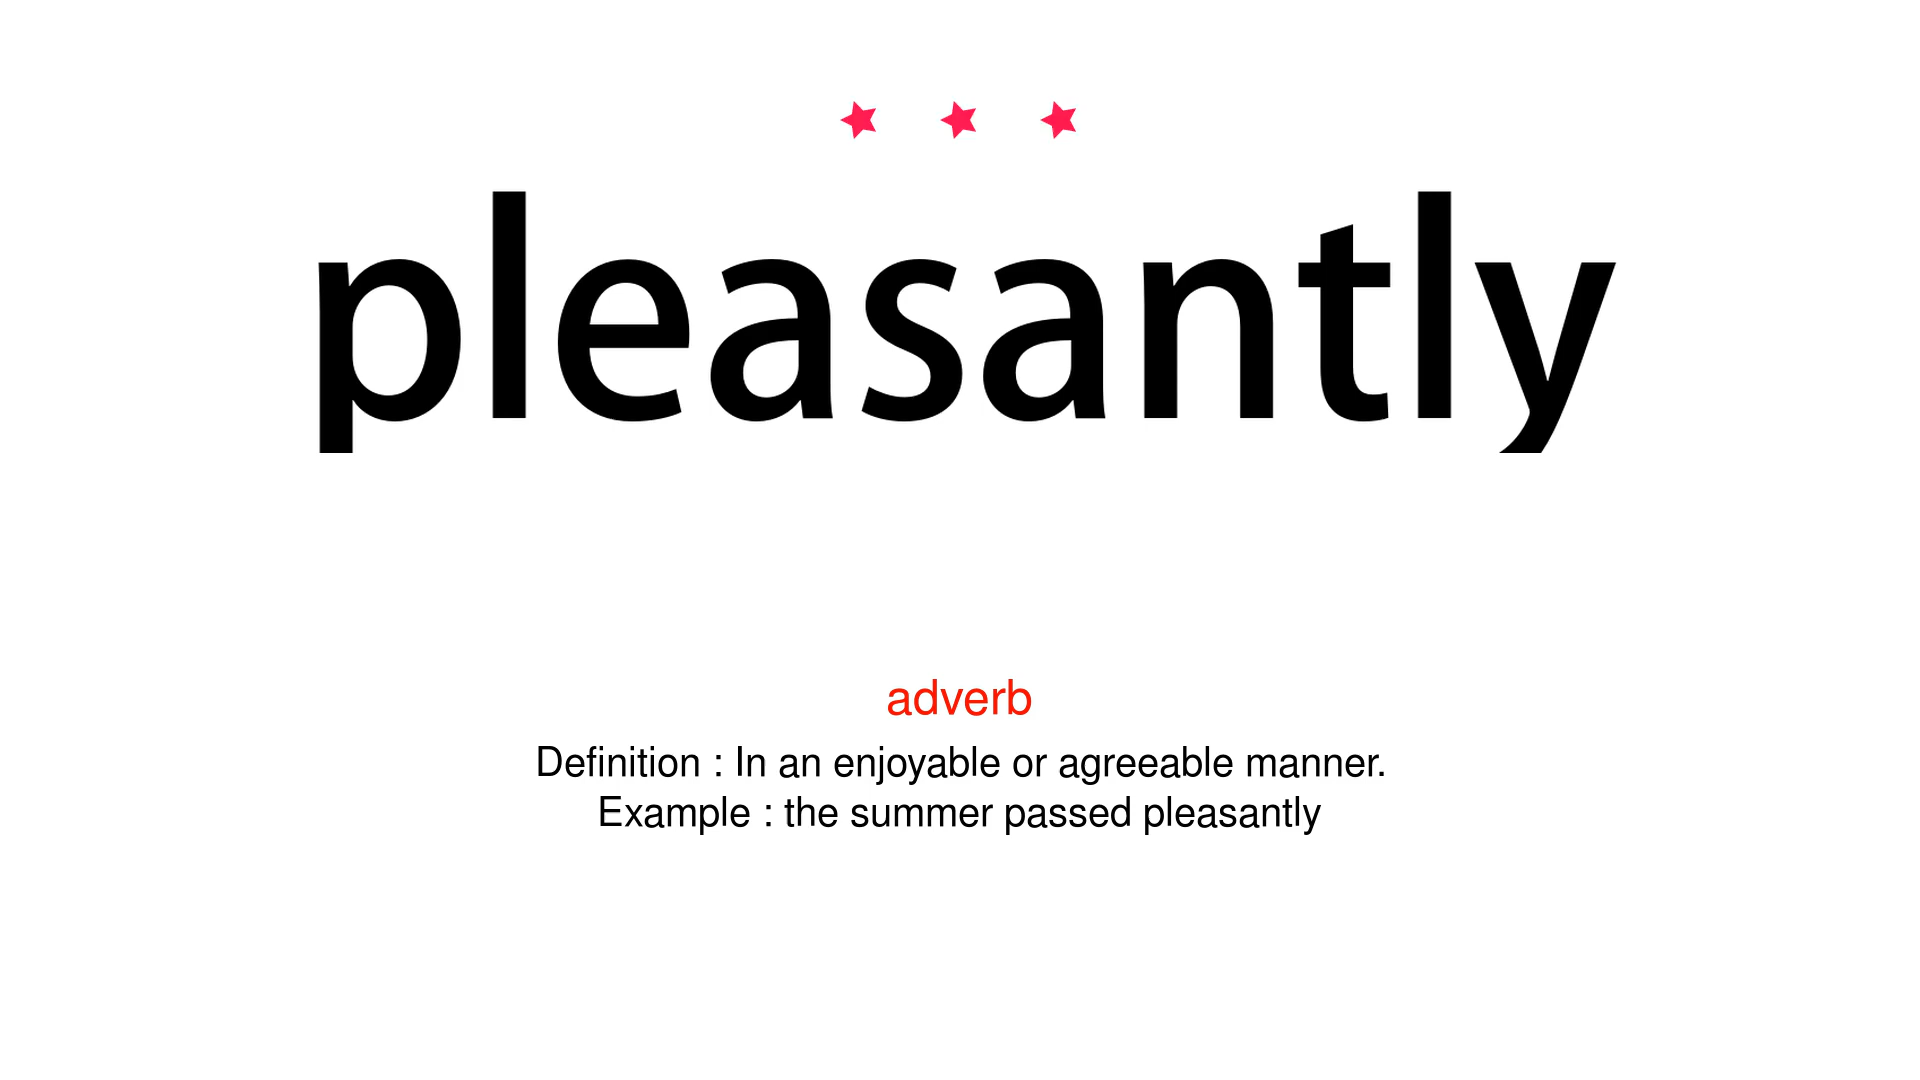 pleasantly
adverb
Definition : In an enjoyable or agreeable manner.
Example : the summer passed pleasantly